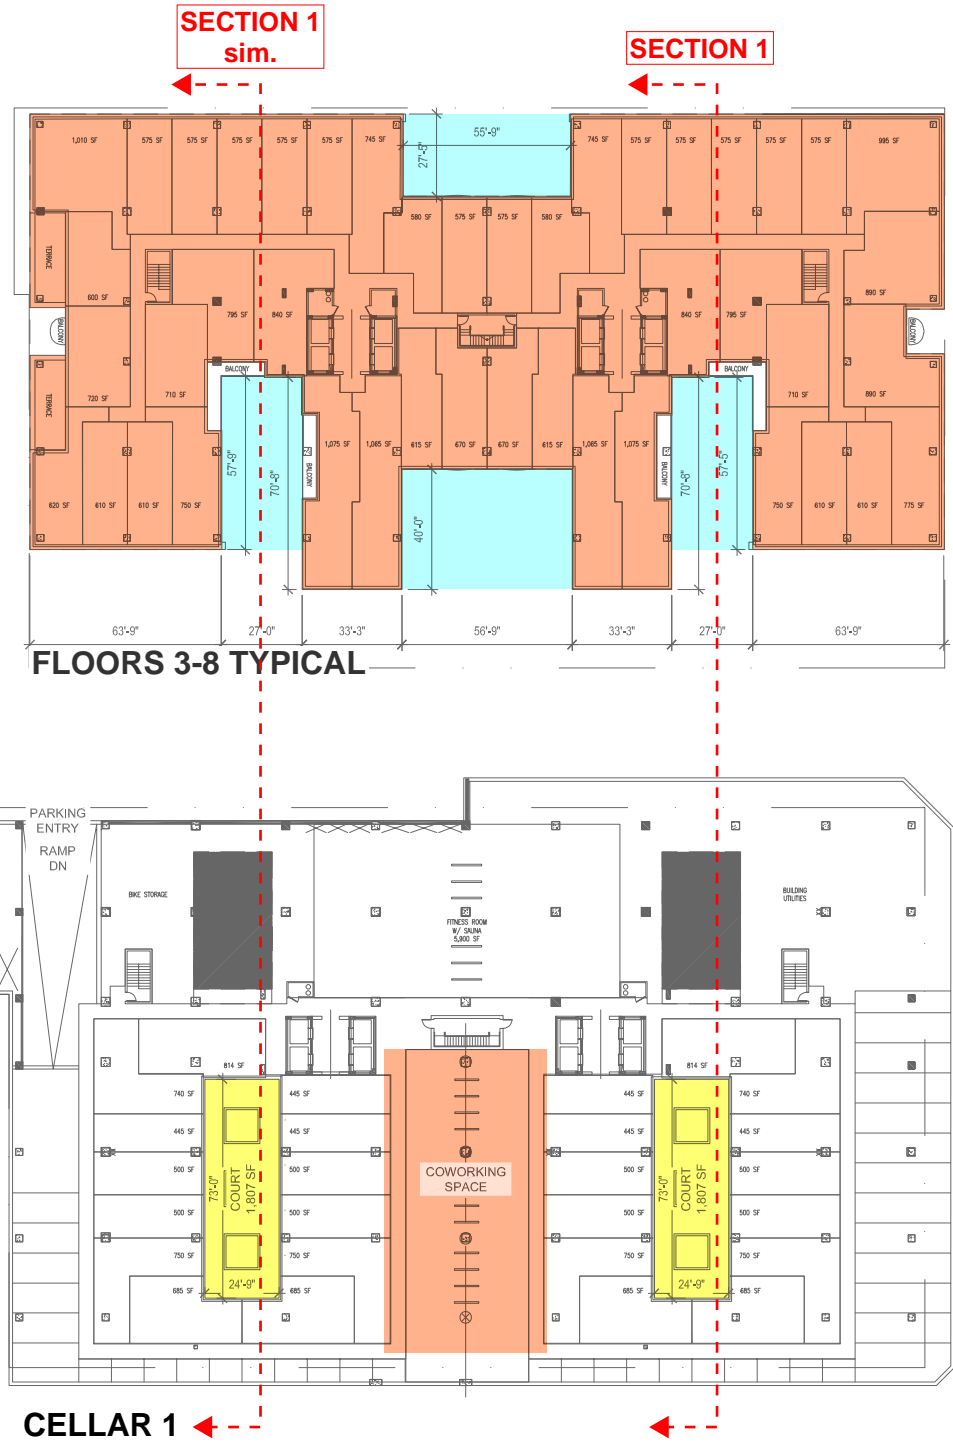 SECTION 1
sim.
SECTION 1
55'-9"
27'-5"
1,010 SF
575 SF
575 SF
575 SF
575 SF
575 SF
745 SF
745 SF
575 SF
575 SF
575 SF
575 SF
575 SF
995 SF
580 SF
575 SF
575 SF
580 SF
TERRACE
600 SF
795 SF
840 SF
840 SF
795 SF
890 SF
BALCONY
BALCONY
BALCONY
BALCONY
TERRACE
720 SF
710 SF
710 SF
890 SF
1,075 SF
1,065 SF
615 SF
670 SF
670 SF
615 SF
1,065 SF
1,075 SF
57'-9"
70'-8"
BALCONY
BALCONY
70'-8"
57'-5"
620 SF
610 SF
610 SF
750 SF
40'-0"
750 SF
610 SF
610 SF
775 SF
63'-9"
27'-0"
33'-3"
56'-9"
33'-3"
27'-0"
63'-9"
FLOORS 3-8 TYPICAL
PARKING
ENTRY
RAMP
DN
BIKE STORAGE
FITNESS ROOM
W/ SAUNA
5,900 SF
BUILDING
UTILITIES
814 SF
814 SF
740 SF
445 SF
445 SF
740 SF
445 SF
445 SF
445 SF
445 SF
500 SF
500 SF
500 SF
500 SF
73'-0"
COURT
1,807 SF
COWORKING
SPACE
73'-0"
COURT
1,807 SF
500 SF
500 SF
500 SF
500 SF
750 SF
750 SF
750 SF
750 SF
685 SF
24'-9"
685 SF
685 SF
24'-9"
685 SF
CELLAR 1